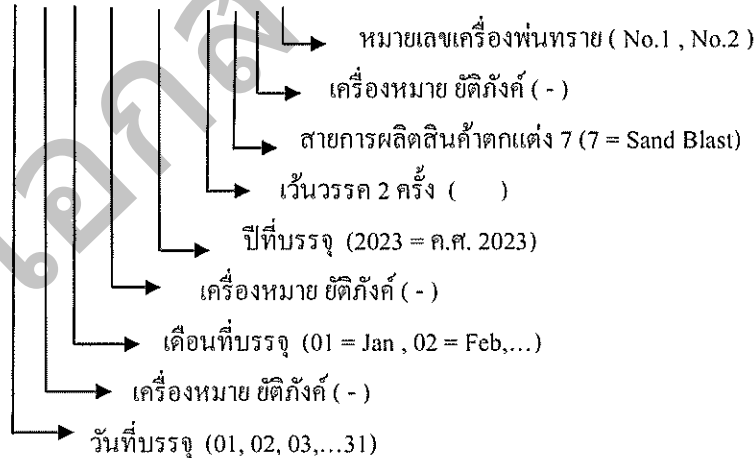 หมายเลขเครื่องพ่นทราย ( No.1 , No.2 )
เครื่องหมาย ยัติภังค์ ( - )
สายการผลิตสินค้าตกแต่ง 7 (7 = Sand Blast)
เว้นวรรค 2 ครั้ง (      )
ปีที่บรรจุ (2023 = ค.ศ. 2023)
เครื่องหมาย ยัติภังค์ ( - )
เดือนที่บรรจุ (01 = Jan , 02 = Feb,…)
เครื่องหมาย ยัติภังค์ ( - )
วันที่บรรจุ (01, 02, 03,…31)